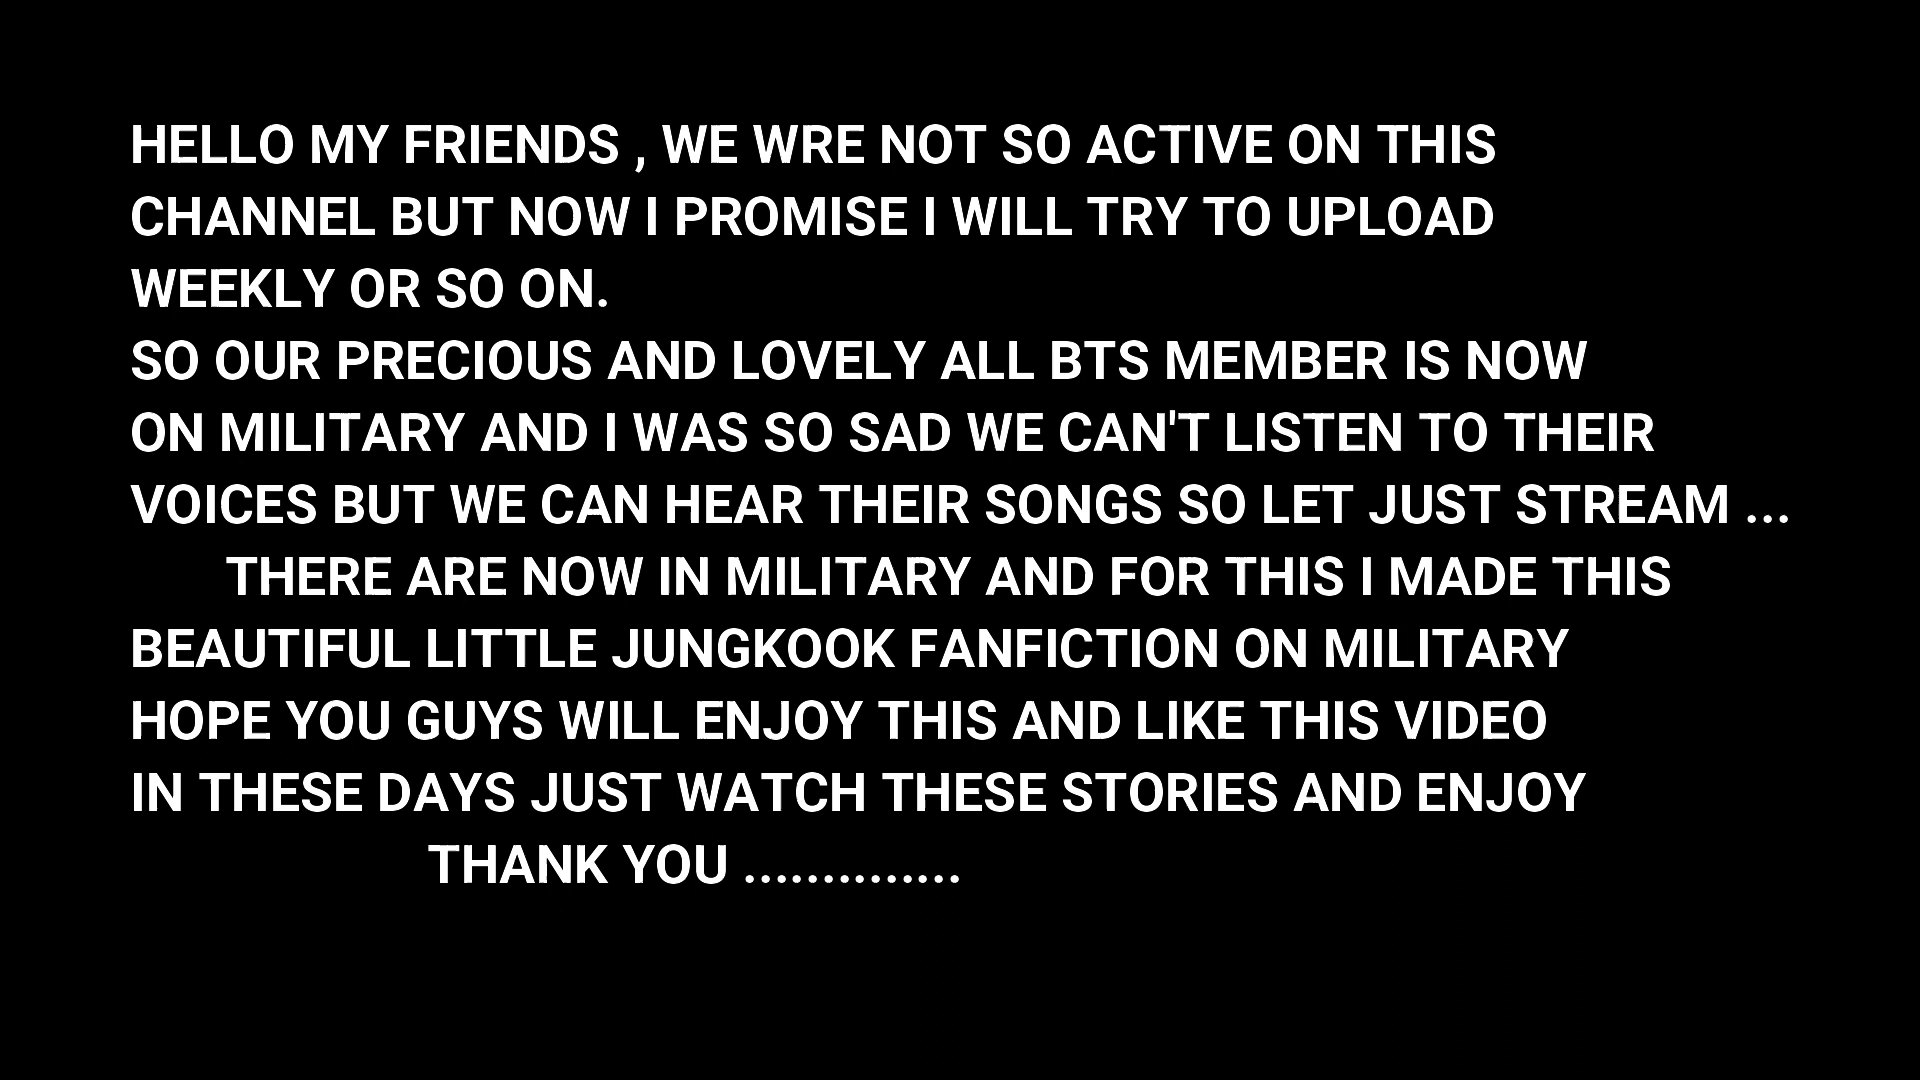 HELLO MY FRIENDS , WE WRE NOT SO ACTIVE ON THIS
CHANNEL BUT NOW I PROMISE I WILL TRY TO UPLOAD
WEEKLY OR SO ON.
SO OUR PRECIOUS AND LOVELY ALL BTS MEMBER IS NOW
ON MILITARY AND I WAS SO SAD WE CAN'T LISTEN TO THEIR
VOICES BUT WE CAN HEAR THEIR SONGS SO LET JUST STREAM ...
THERE ARE NOW IN MILITARY AND FOR THIS I MADE THIS
BEAUTIFUL LITTLE JUNGKOOK FANFICTION ON MILITARY
HOPE YOU GUYS WILL ENJOY THIS AND LIKE THIS VIDEO
IN THESE DAYS JUST WATCH THESE STORIES AND ENJOY
THANK YOU ..............